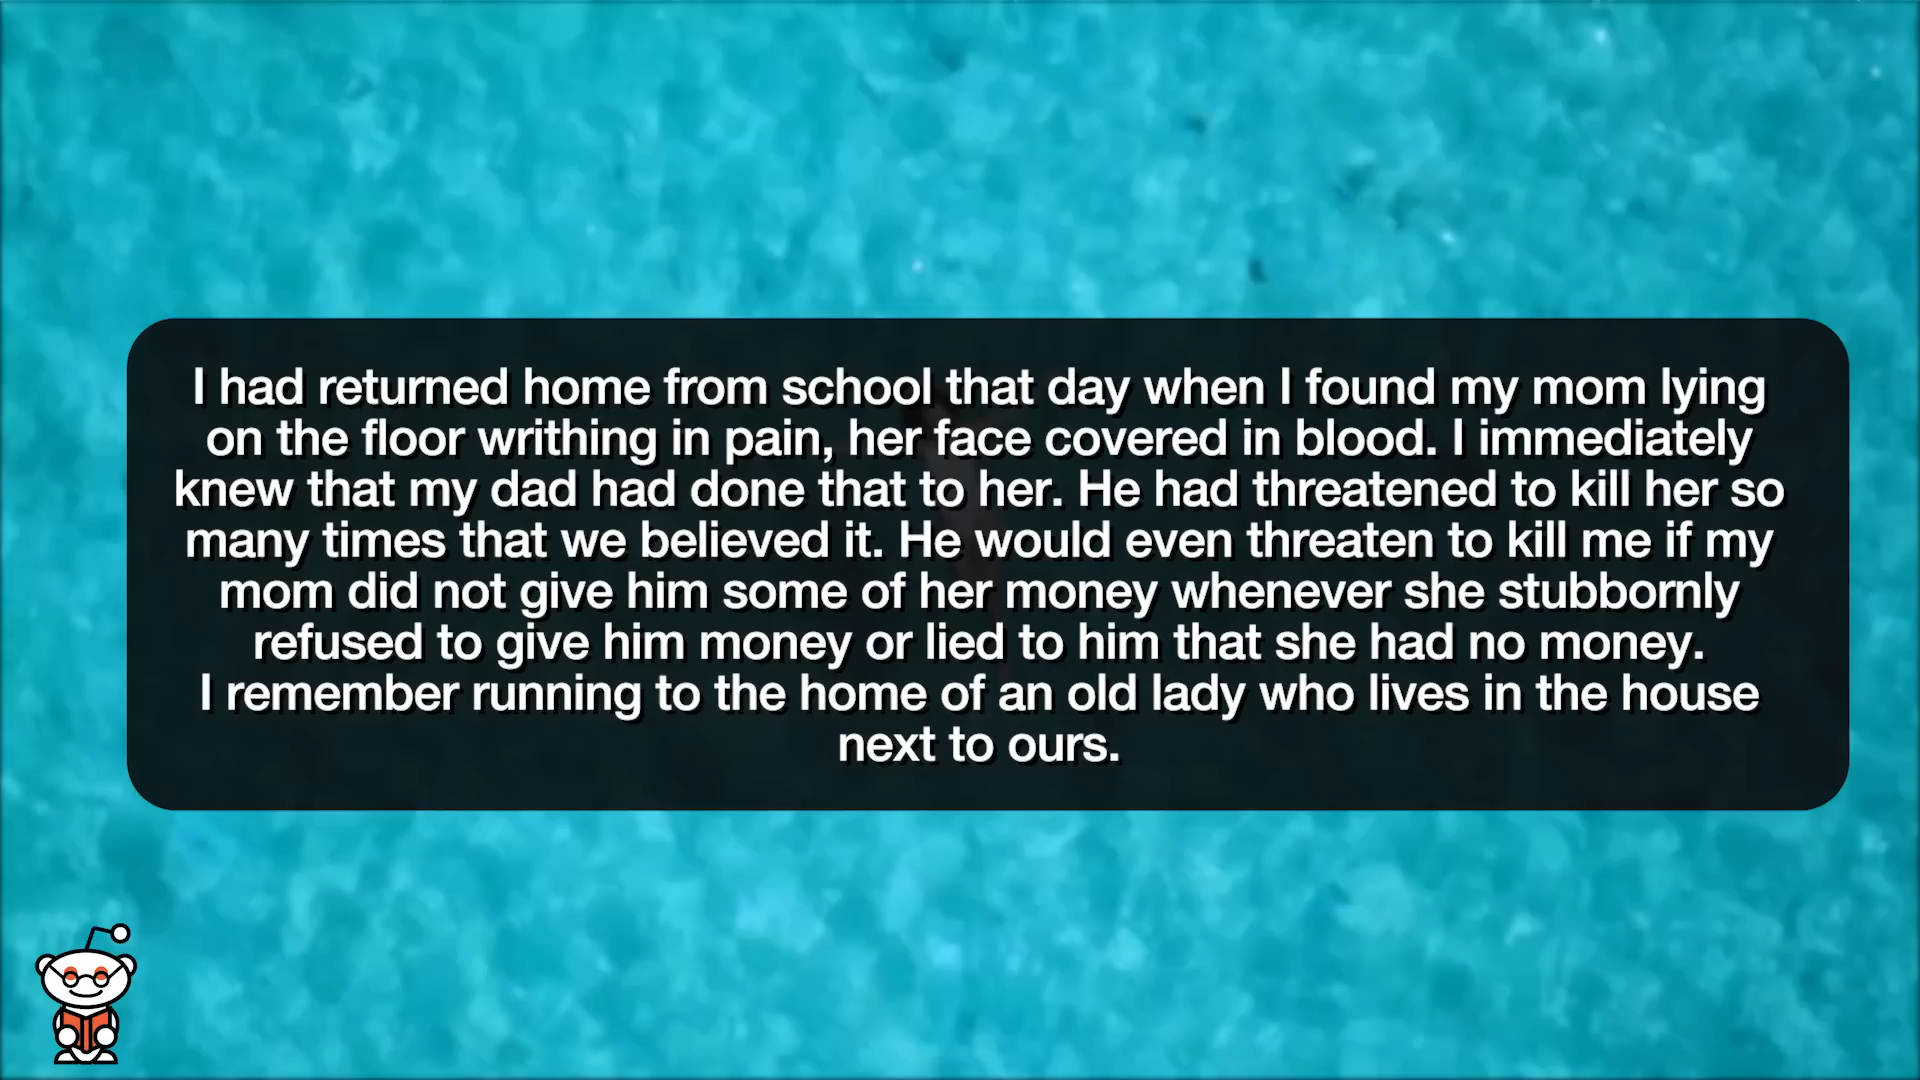 I had returned home from school that day when I found my mom lying
on the floor writhing in pain, her face covered in blood. I immediately
knew that my dad had done that to her. He had threatened to kill her so
many times that we believed it. He would even threaten to kill me if my
mom did not give him some of her money whenever she stubbornly
refused to give him money or lied to him that she had no money.
I remember running to the home of an old lady who lives in the house
next to ours.